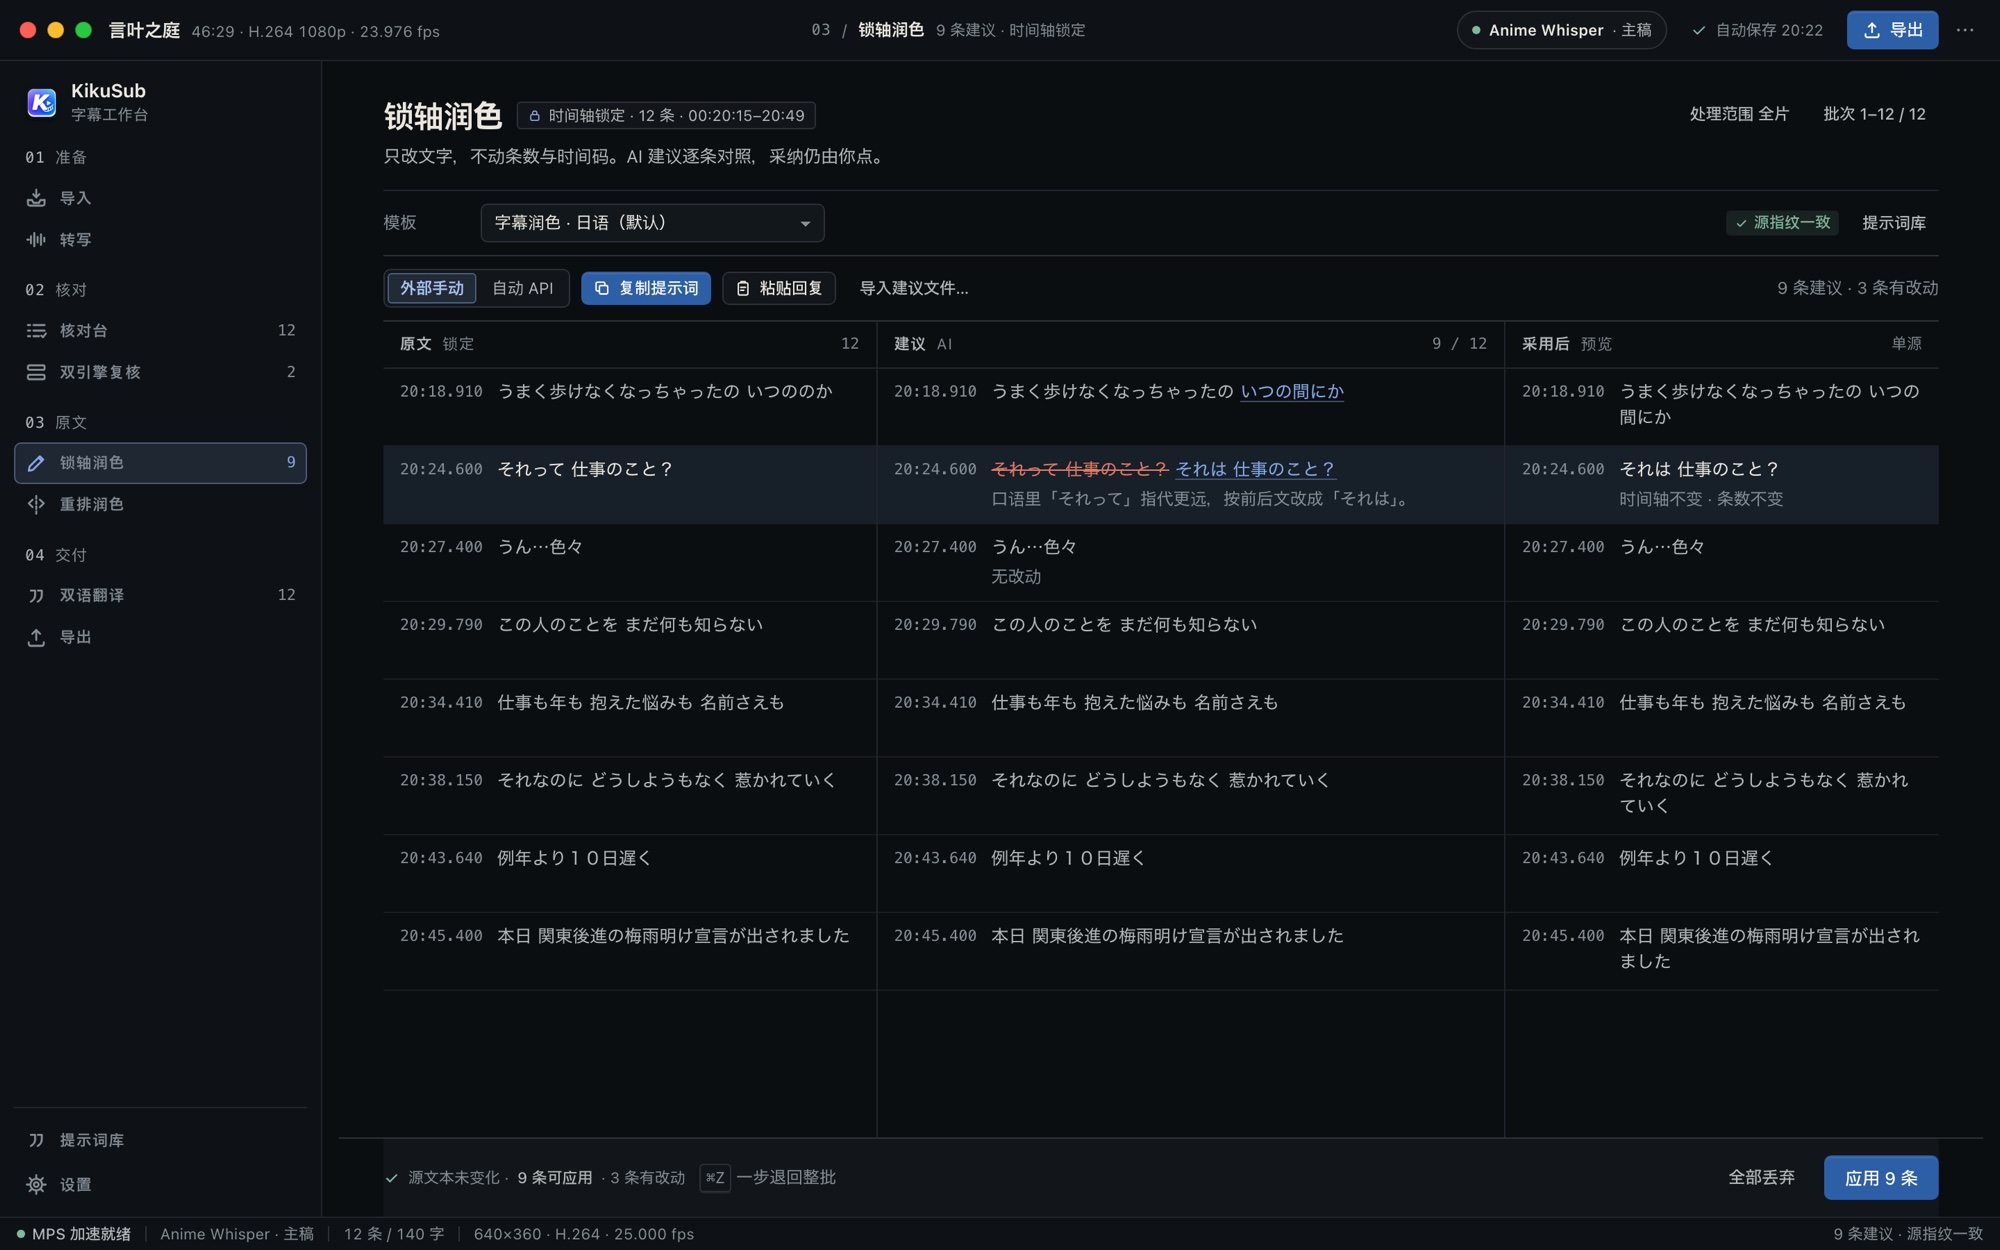 言叶之庭 46:29 · H.264 1080p · 23.976 fps
03 / 锁轴润色 9 条建议 · 时间轴锁定
Anime Whisper · 主稿
自动保存 20:22
导出
KikuSub
字幕工作台
01 准备
导入
转写
02 核对
核对台 12
双引擎复核 2
03 原文
锁轴润色 9
重排润色
04 交付
双语翻译 12
导出
提示词库
设置
锁轴润色 时间轴锁定 · 12 条 · 00:20:15–20:49
处理范围 全片 批次 1–12 / 12
只改文字，不动条数与时间码。AI 建议逐条对照，采纳仍由你点。
模板 字幕润色 · 日语（默认）
源指纹一致 提示词库
外部手动 自动 API 复制提示词 粘贴回复 导入建议文件...
9 条建议 · 3 条有改动
原文 锁定 12
建议 AI 9 / 12
采用后 预览 单源
20:18.910 うまく歩けなくなっちゃったの いつののか
20:18.910 うまく歩けなくなっちゃったの いつの間にか
20:18.910 うまく歩けなくなっちゃったの いつの
間にか
20:24.600 それって 仕事のこと？
20:24.600 それって 仕事のこと？ それは 仕事のこと？
口语里「それって」指代更远，按前后文改成「それは」。
20:24.600 それは 仕事のこと？
时间轴不变 · 条数不变
20:27.400 うん…色々
20:27.400 うん…色々
无改动
20:27.400 うん…色々
20:29.790 この人のことを まだ何も知らない
20:29.790 この人のことを まだ何も知らない
20:29.790 この人のことを まだ何も知らない
20:34.410 仕事も年も 抱えた悩みも 名前さえも
20:34.410 仕事も年も 抱えた悩みも 名前さえも
20:34.410 仕事も年も 抱えた悩みも 名前さえも
20:38.150 それなのに どうしようもなく 惹かれていく
20:38.150 それなのに どうしようもなく 惹かれていく
20:38.150 それなのに どうしようもなく 惹かれ
ていく
20:43.640 例年より１０日遅く
20:43.640 例年より１０日遅く
20:43.640 例年より１０日遅く
20:45.400 本日 関東後進の梅雨明け宣言が出されました
20:45.400 本日 関東後進の梅雨明け宣言が出されました
20:45.400 本日 関東後進の梅雨明け宣言が出され
ました
源文本未变化 · 9 条可应用 · 3 条有改动 ⌘Z 一步退回整批
全部丢弃 应用 9 条
MPS 加速就绪 Anime Whisper · 主稿 12 条 / 140 字 640×360 · H.264 · 25.000 fps
9 条建议 · 源指纹一致